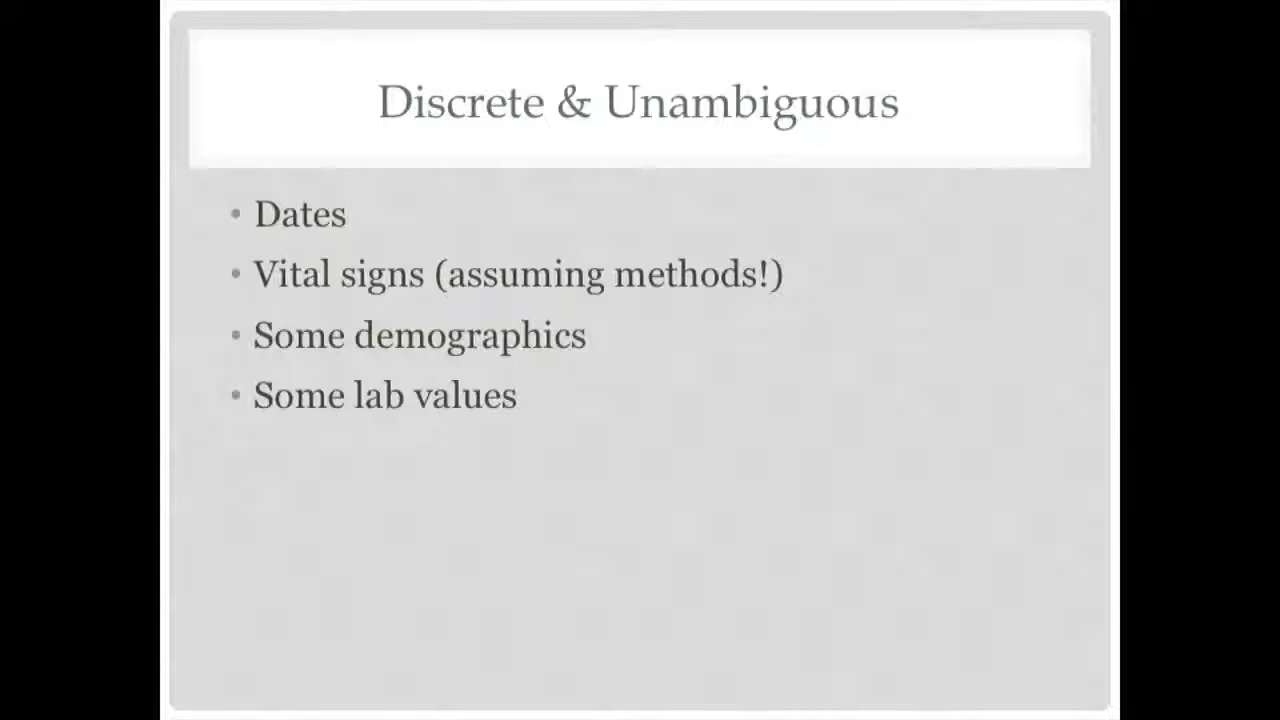 Discrete & Unambiguous
• Dates
• Vital signs (assuming methods!)
• Some demographics
• Some lab values